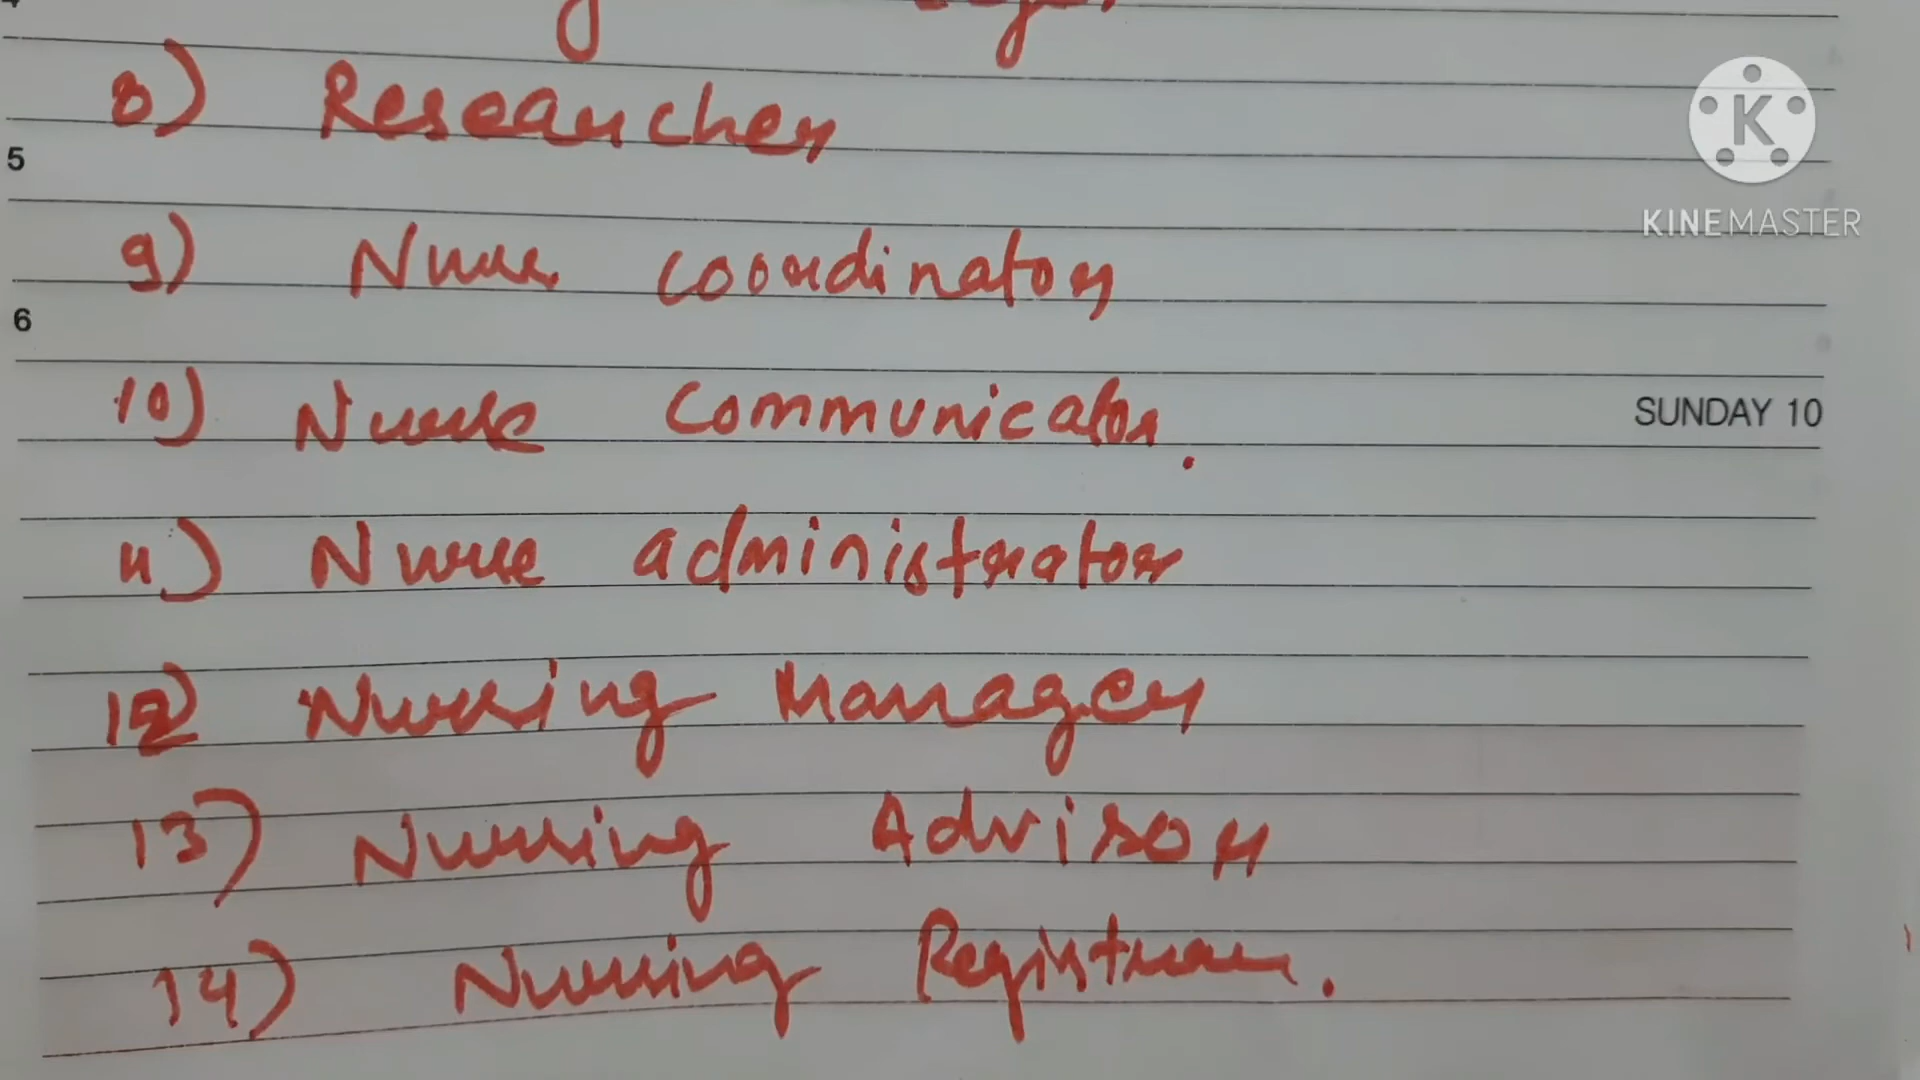 8) Researcher
5
9) Nurse coordinator
6
10) Nurse communicator.
SUNDAY 10
11) Nurse administrator
12) Nursing Manager
13) Nursing Advisor
14) Nursing Registrar.
K
KINEMASTER